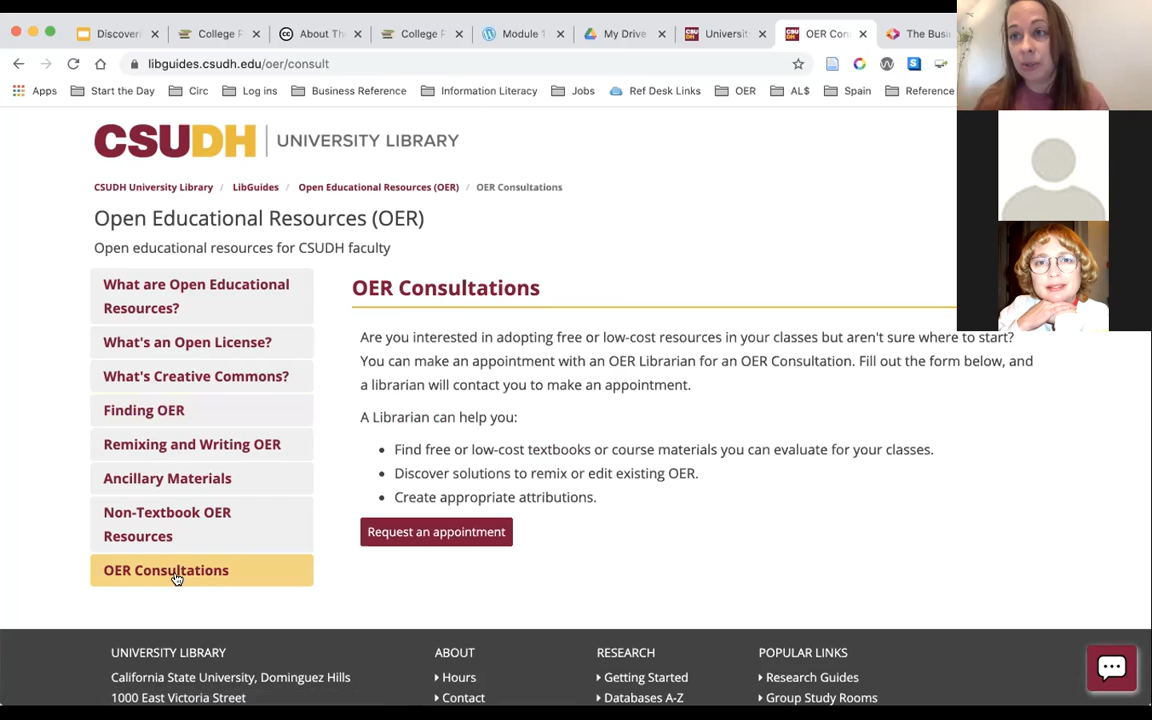 Discoveri
College P
About The
College P
Module 1
My Drive
Universit
OER Cons
The Busi
libguides.csudh.edu/oer/consult
Apps
Start the Day
Circ
Log ins
Business Reference
Information Literacy
Jobs
Ref Desk Links
OER
AL$
Spain
Reference
CSUDH UNIVERSITY LIBRARY
CSUDH University Library / LibGuides / Open Educational Resources (OER) / OER Consultations
Open Educational Resources (OER)
Open educational resources for CSUDH faculty
What are Open Educational
Resources?
What's an Open License?
What's Creative Commons?
Finding OER
Remixing and Writing OER
Ancillary Materials
Non-Textbook OER
Resources
OER Consultations
OER Consultations
Are you interested in adopting free or low-cost resources in your classes but aren't sure where to start?
You can make an appointment with an OER Librarian for an OER Consultation. Fill out the form below, and
a librarian will contact you to make an appointment.
A Librarian can help you:
Find free or low-cost textbooks or course materials you can evaluate for your classes.
Discover solutions to remix or edit existing OER.
Create appropriate attributions.
Request an appointment
UNIVERSITY LIBRARY
California State University, Dominguez Hills
1000 East Victoria Street
ABOUT
Hours
Contact
RESEARCH
Getting Started
Databases A-Z
POPULAR LINKS
Research Guides
Group Study Rooms